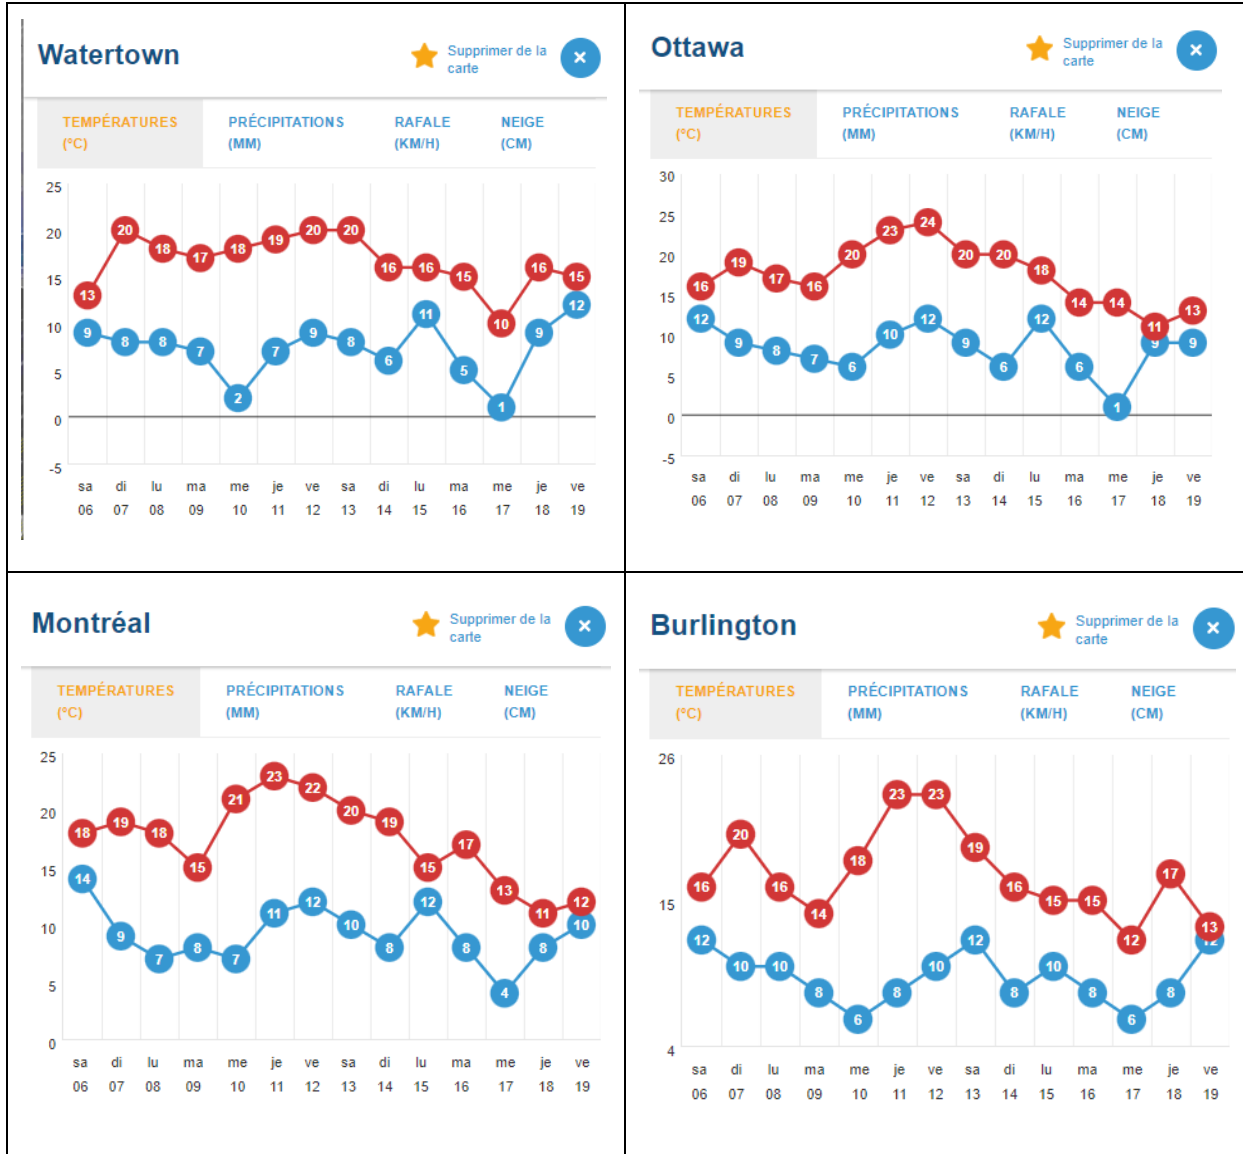 Watertown
Supprimer de la
carte
×
TEMPÉRATURES
(°C)
PRÉCIPITATIONS
(MM)
RAFALE
(KM/H)
NEIGE
(CM)
25
20
15
10
5
0
-5
13 20 18 17 18 19 20 20 16 16 15 10 16 15
9 8 8 7 2 7 9 8 6 11 5 1 9 12
sa di lu ma me je ve sa di lu ma me je ve
06 07 08 09 10 11 12 13 14 15 16 17 18 19
Ottawa
Supprimer de la
carte
×
TEMPÉRATURES
(°C)
PRÉCIPITATIONS
(MM)
RAFALE
(KM/H)
NEIGE
(CM)
30
25
20
15
10
5
0
-5
16 19 17 16 20 23 24 20 20 18 14 14 11 13
12 9 8 7 6 10 12 9 6 12 6 1 9 9
sa di lu ma me je ve sa di lu ma me je ve
06 07 08 09 10 11 12 13 14 15 16 17 18 19
Montréal
Supprimer de la
carte
×
TEMPÉRATURES
(°C)
PRÉCIPITATIONS
(MM)
RAFALE
(KM/H)
NEIGE
(CM)
25
20
15
10
5
0
18 19 18 15 21 23 22 20 19 15 17 13 11 12
14 9 7 8 7 11 12 10 8 12 8 4 8 10
sa di lu ma me je ve sa di lu ma me je ve
06 07 08 09 10 11 12 13 14 15 16 17 18 19
Burlington
Supprimer de la
carte
×
TEMPÉRATURES
(°C)
PRÉCIPITATIONS
(MM)
RAFALE
(KM/H)
NEIGE
(CM)
26
15
4
16 20 16 14 18 23 23 19 16 15 15 12 17 13
12 10 10 8 6 8 10 12 8 10 8 6 8 12
sa di lu ma me je ve sa di lu ma me je ve
06 07 08 09 10 11 12 13 14 15 16 17 18 19